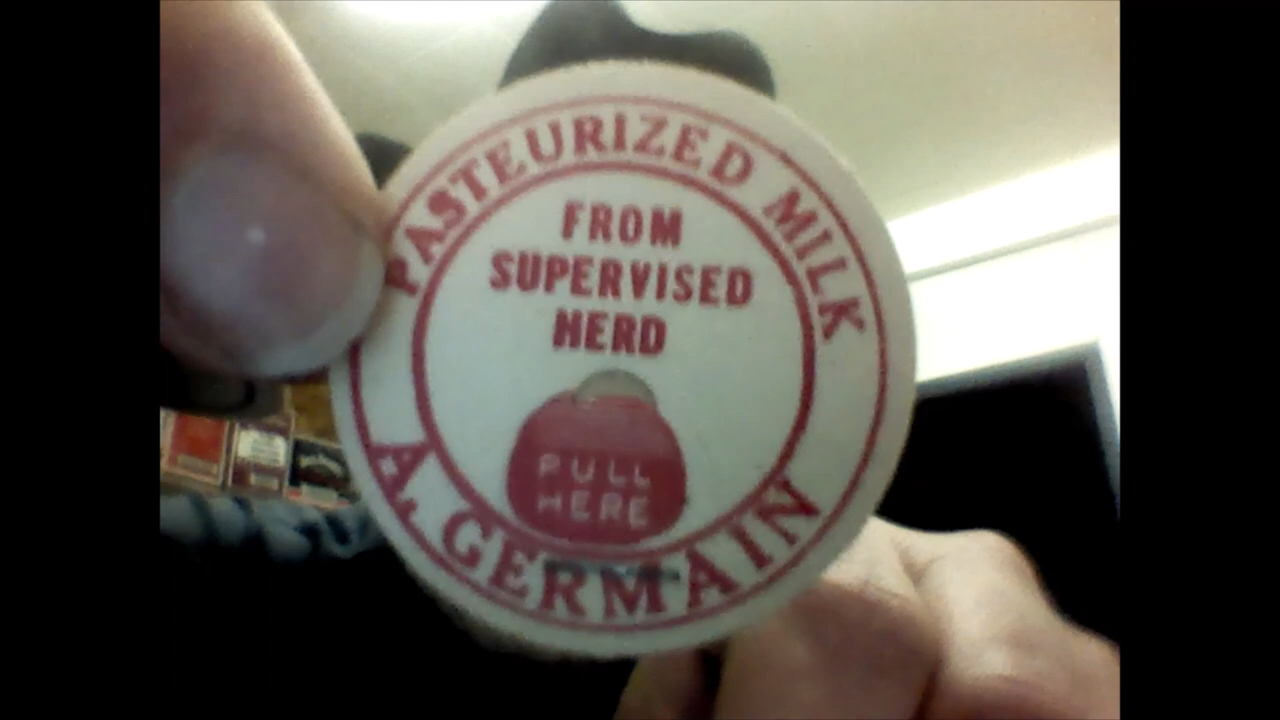 PASTEURIZED MILK
FROM
SUPERVISED
HERD
PULL
HERE
A. GERMAIN